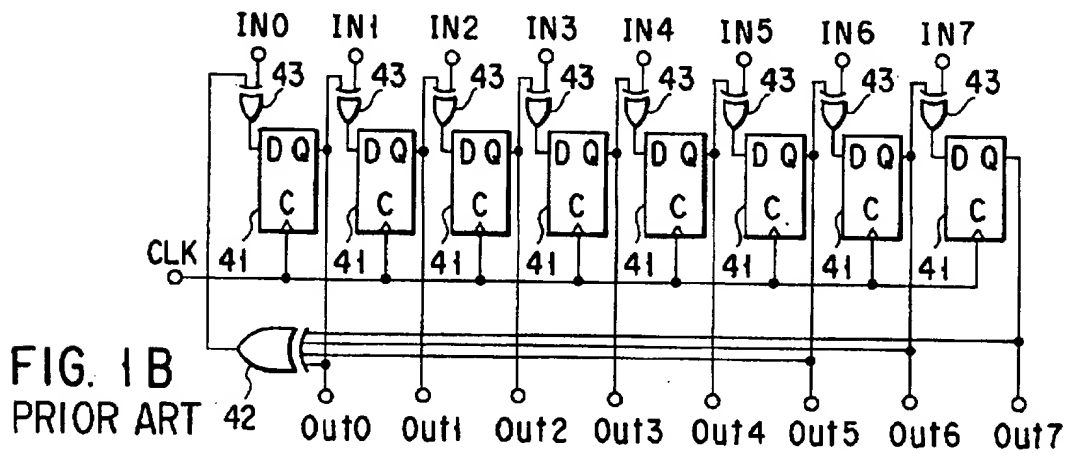 IN0 IN1 IN2 IN3 IN4 IN5 IN6 IN7
43 43 43 43 43 43 43 43
D Q D Q D Q D Q D Q D Q D Q D Q
C C C C C C C C
CLK 41 41 41 41 41 41 41 41
FIG. 1B
PRIOR ART 42 Out0 Out1 Out2 Out3 Out4 Out5 Out6 Out7